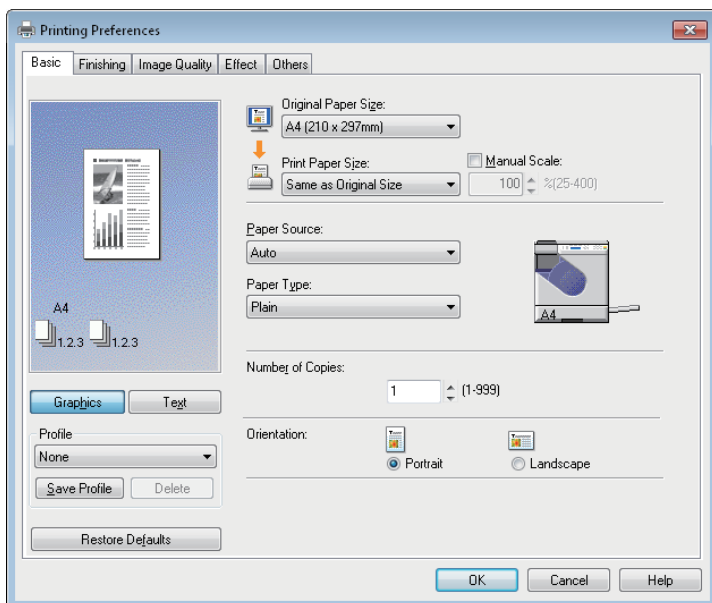 Printing Preferences
Basic
Finishing
Image Quality
Effect
Others
Original Paper Size:
A4 (210 x 297mm)
Print Paper Size:
Same as Original Size
Manual Scale:
100 %(25-400)
Paper Source:
Auto
Paper Type:
Plain
A4
A4
1.2.3 1.2.3
Number of Copies:
1 (1-999)
Graphics
Text
Profile
None
Save Profile
Delete
Orientation:
Portrait
Landscape
Restore Defaults
OK
Cancel
Help